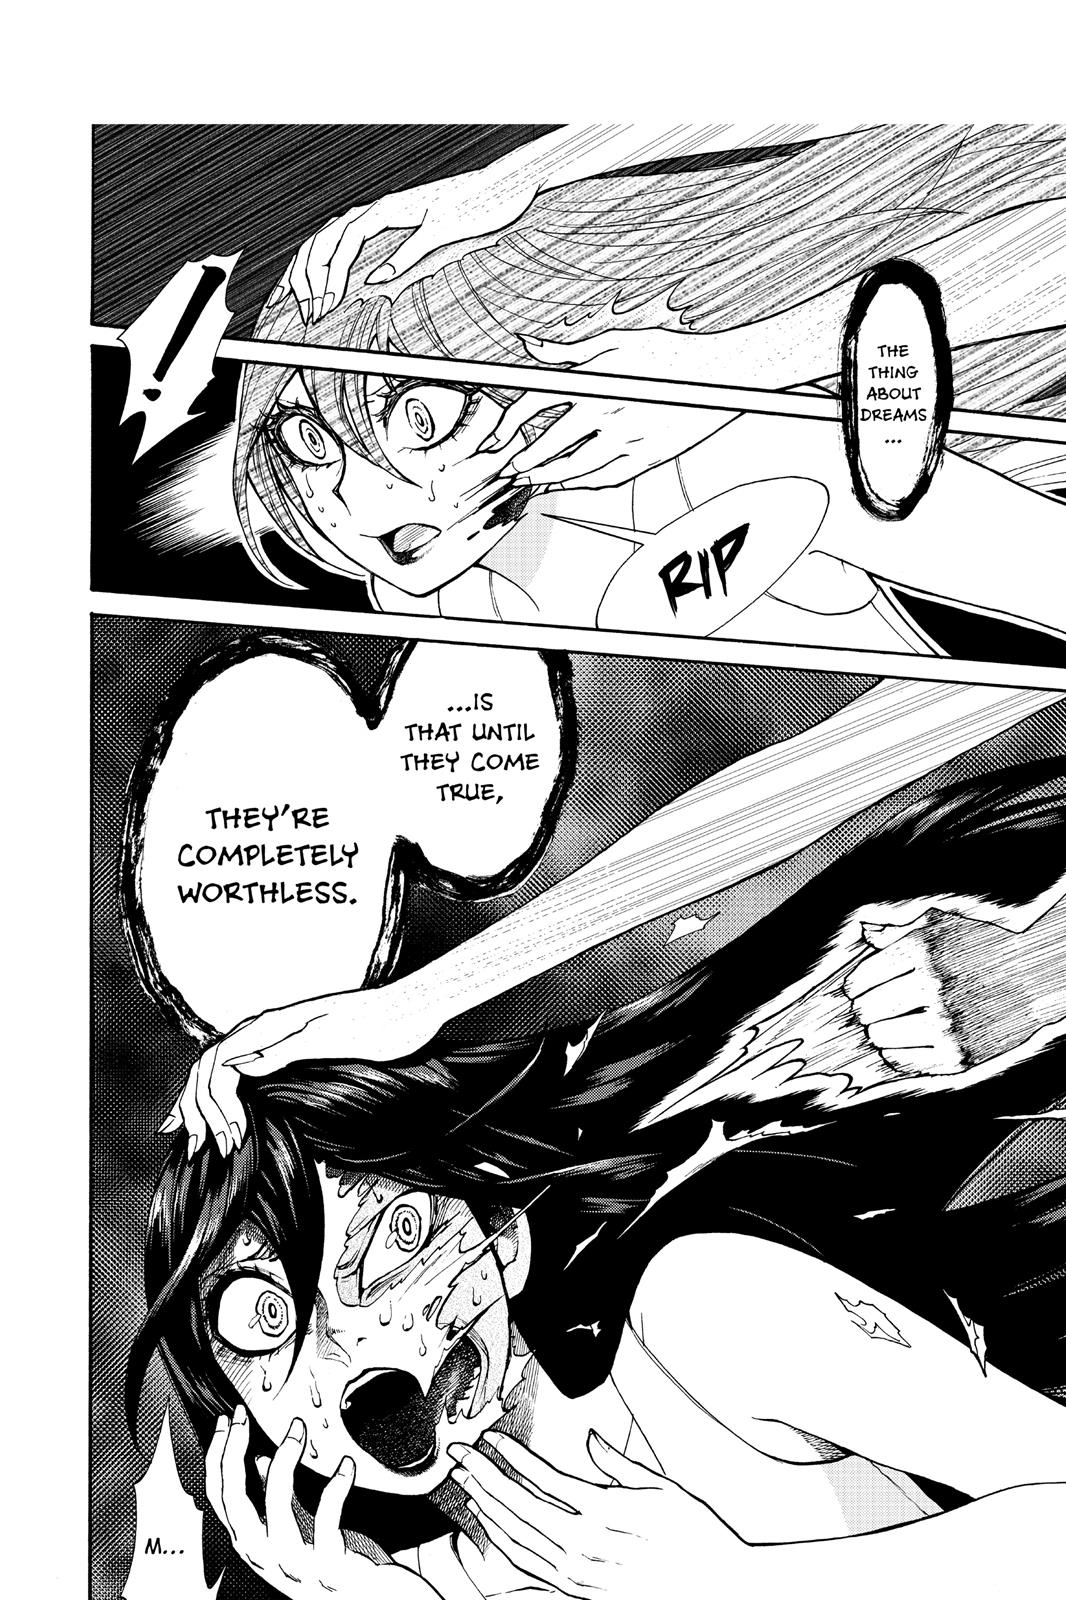 !
THE
THING
ABOUT
DREAMS
...
RIP
...IS
THAT UNTIL
THEY COME
TRUE,
THEY'RE
COMPLETELY
WORTHLESS.
M...